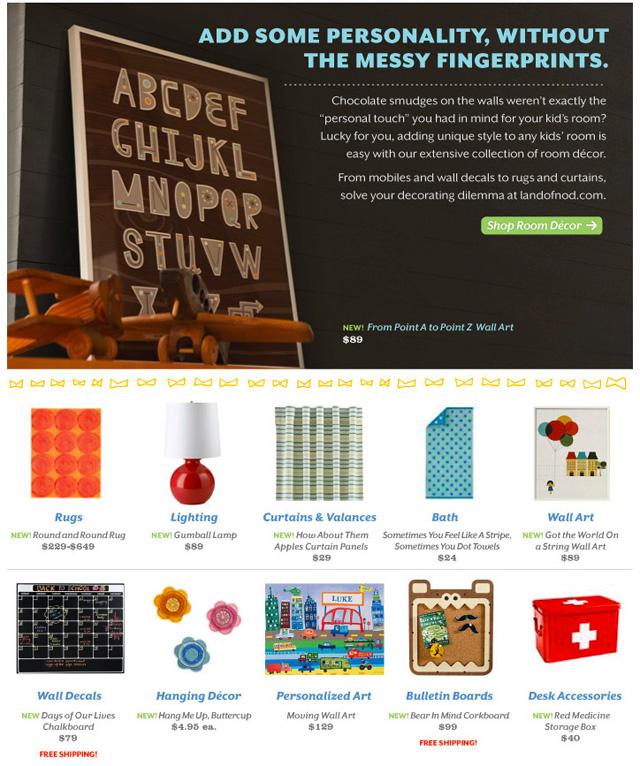 ADD SOME PERSONALITY, WITHOUT
THE MESSY FINGERPRINTS.
Chocolate smudges on the walls weren't exactly the
"personal touch" you had in mind for your kid's room?
Lucky for you, adding unique style to any kids' room is
easy with our extensive collection of room décor.
From mobiles and wall decals to rugs and curtains,
solve your decorating dilemma at landofnod.com.
Shop Room Décor →
ABCDEF
GHIJKL
MNOPQR
STUVW
NEW! From Point A to Point Z Wall Art
$89
Rugs
NEW! Round and Round Rug
$229-$649
Lighting
NEW! Gumball Lamp
$89
Curtains & Valances
NEW! How About Them
Apples Curtain Panels
$29
Bath
Sometimes You Feel Like A Stripe,
Sometimes You Dot Towels
$24
Wall Art
NEW! Got the World On
a String Wall Art
$89
BACK TO SCHOOL
Wall Decals
NEW Days of Our Lives
Chalkboard
$79
FREE SHIPPING!
Hanging Décor
NEW! Hang Me Up, Buttercup
$4.95 ea.
LUKE
Personalized Art
Moving Wall Art
$129
Bulletin Boards
NEW! Bear In Mind Corkboard
$99
FREE SHIPPING!
Desk Accessories
NEW! Red Medicine
Storage Box
$40